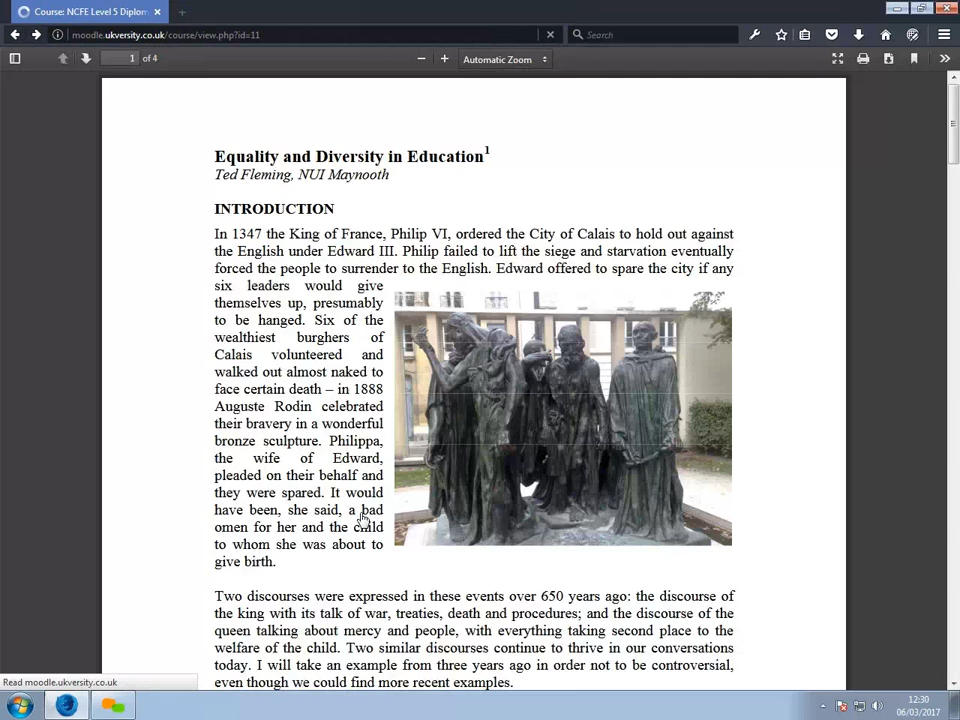 Course: NCFE Level 5 Diplom
moodle.ukversity.co.uk/course/view.php?id=11
Search
1 of 4
Automatic Zoom
Equality and Diversity in Education1
Ted Fleming, NUI Maynooth
INTRODUCTION
In 1347 the King of France, Philip VI, ordered the City of Calais to hold out against
the English under Edward III. Philip failed to lift the siege and starvation eventually
forced the people to surrender to the English. Edward offered to spare the city if any
six leaders would give
themselves up, presumably
to be hanged. Six of the
wealthiest burghers of
Calais volunteered and
walked out almost naked to
face certain death – in 1888
Auguste Rodin celebrated
their bravery in a wonderful
bronze sculpture. Philippa,
the wife of Edward,
pleaded on their behalf and
they were spared. It would
have been, she said, a bad
omen for her and the child
to whom she was about to
give birth.
Two discourses were expressed in these events over 650 years ago: the discourse of
the king with its talk of war, treaties, death and procedures; and the discourse of the
queen talking about mercy and people, with everything taking second place to the
welfare of the child. Two similar discourses continue to thrive in our conversations
today. I will take an example from three years ago in order not to be controversial,
even though we could find more recent examples.
Read moodle.ukversity.co.uk
12:30
06/03/2017